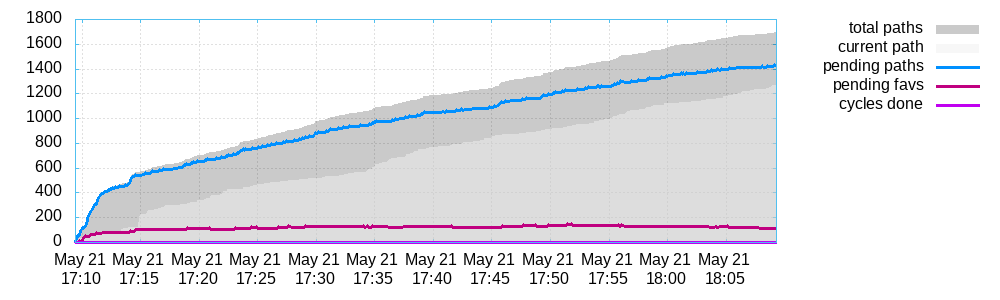 1800
1600
1400
1200
1000
800
600
400
200
0
May 21 May 21 May 21 May 21 May 21 May 21 May 21 May 21 May 21 May 21 May 21 May 21
17:10 17:15 17:20 17:25 17:30 17:35 17:40 17:45 17:50 17:55 18:00 18:05
total paths
current path
pending paths
pending favs
cycles done